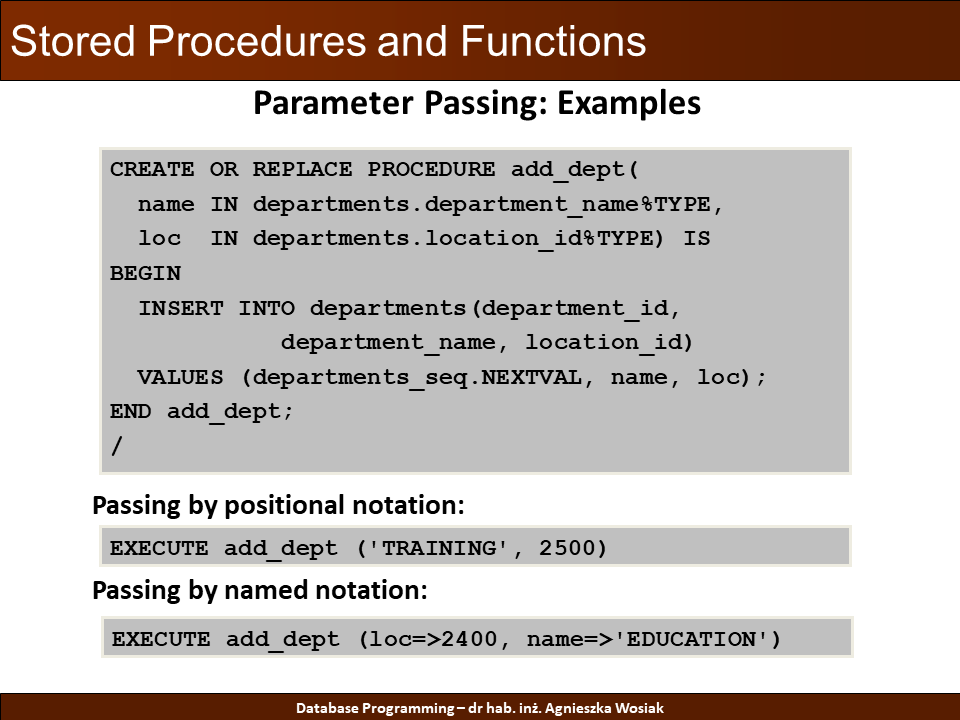 Stored Procedures and Functions
Parameter Passing: Examples
CREATE OR REPLACE PROCEDURE add_dept(
  name IN departments.department_name%TYPE,
  loc  IN departments.location_id%TYPE) IS
BEGIN
  INSERT INTO departments(department_id,
            department_name, location_id)
  VALUES (departments_seq.NEXTVAL, name, loc);
END add_dept;
/
Passing by positional notation:
EXECUTE add_dept ('TRAINING', 2500)
Passing by named notation:
EXECUTE add_dept (loc=>2400, name=>'EDUCATION')
Database Programming – dr hab. inż. Agnieszka Wosiak